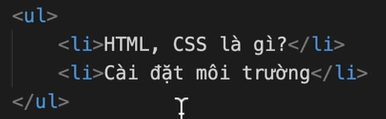 <ul>
<li>HTML, CSS là gì?</li>
<li>Cài đặt môi trường</li>
</ul>